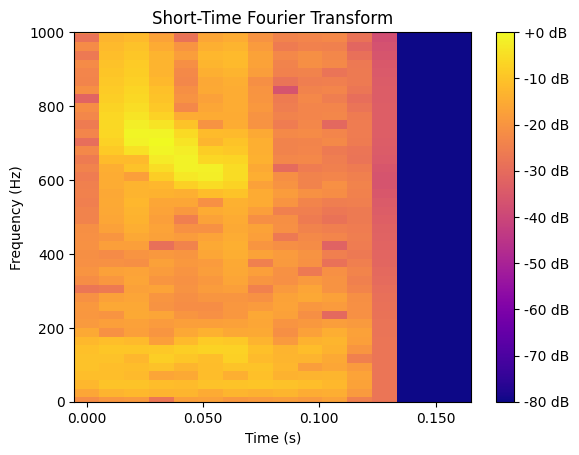 Short-Time Fourier Transform
Frequency (Hz)
1000
800
600
400
200
0
0.000
0.050
0.100
0.150
Time (s)
+0 dB
-10 dB
-20 dB
-30 dB
-40 dB
-50 dB
-60 dB
-70 dB
-80 dB